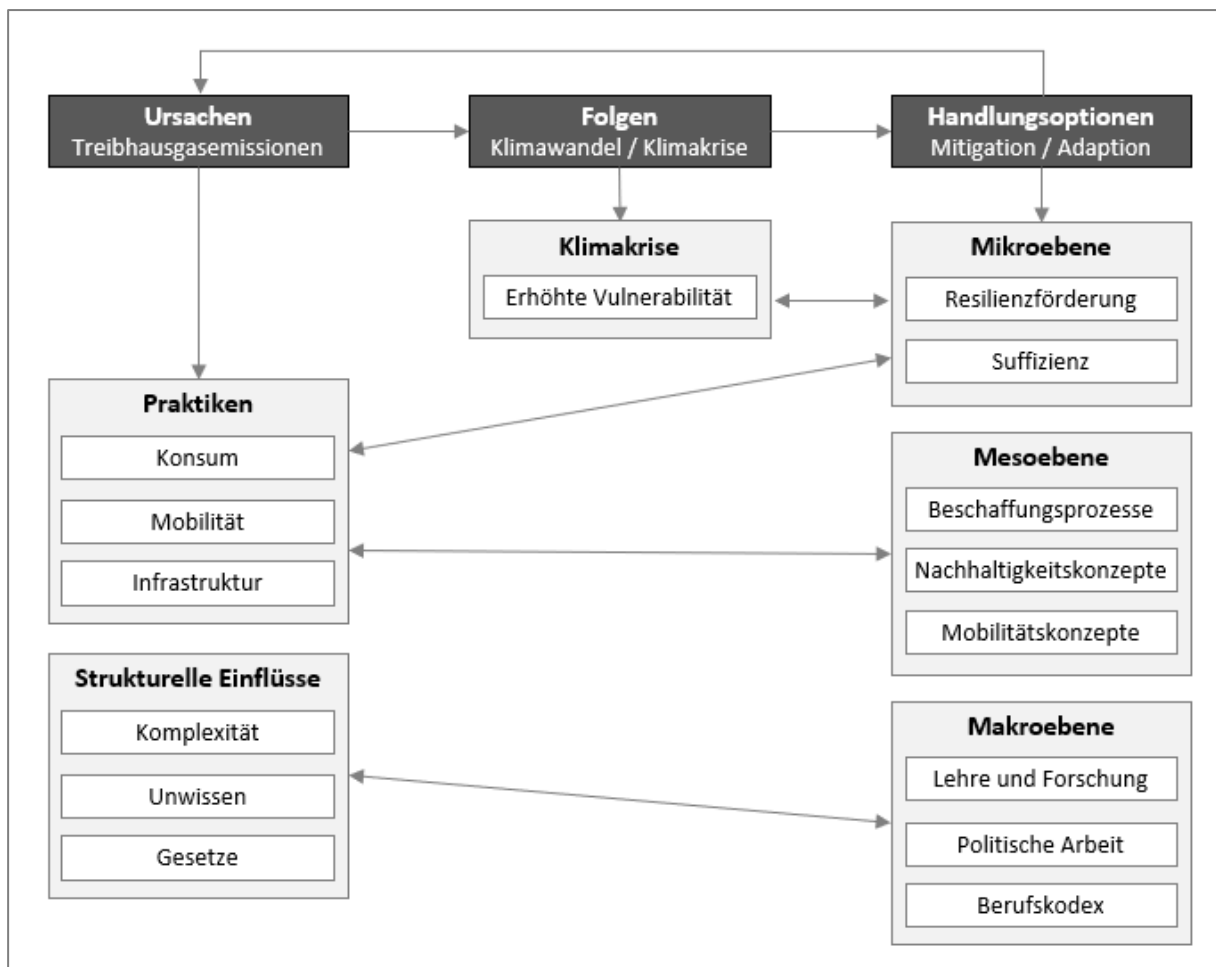 Ursachen
Treibhausgasemissionen
Folgen
Klimawandel / Klimakrise
Handlungsoptionen
Mitigation / Adaption
Klimakrise
Erhöhte Vulnerabilität
Mikroebene
Resilienzförderung
Suffizienz
Praktiken
Konsum
Mobilität
Infrastruktur
Mesoebene
Beschaffungsprozesse
Nachhaltigkeitskonzepte
Mobilitätskonzepte
Strukturelle Einflüsse
Komplexität
Unwissen
Gesetze
Makroebene
Lehre und Forschung
Politische Arbeit
Berufskodex